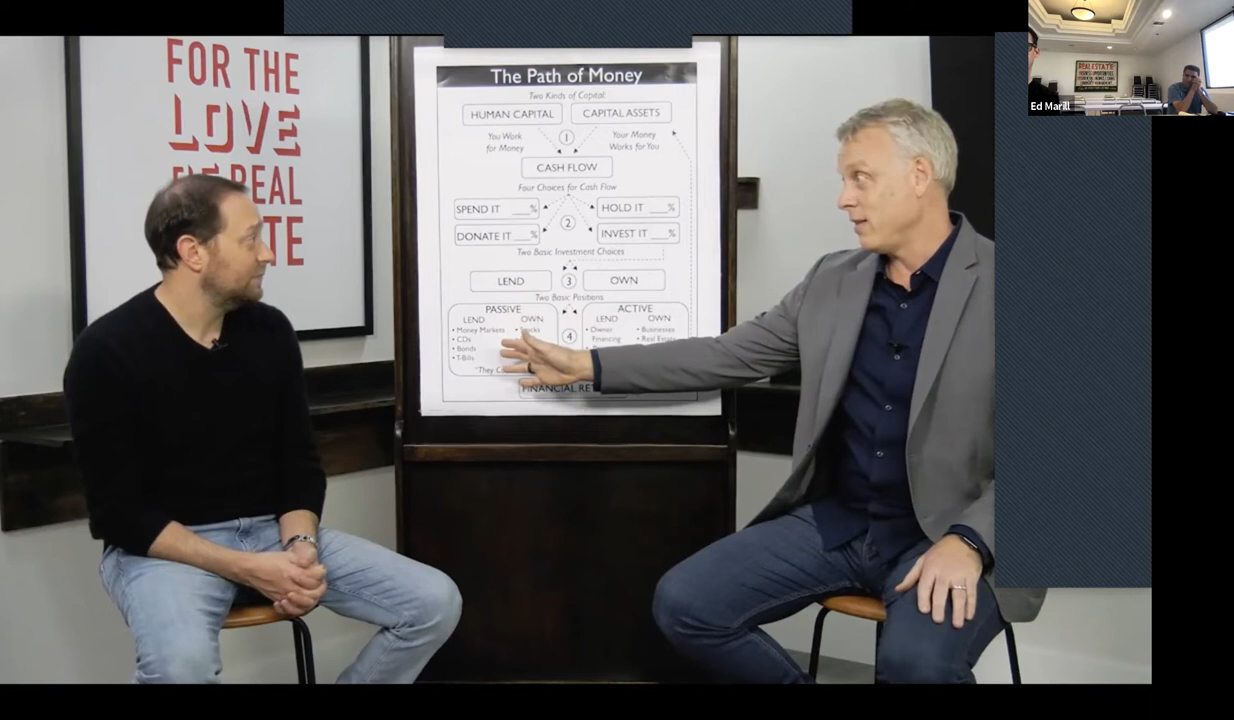 FOR THE
LOVE
REAL
The Path of Money
Two Kinds of Capital:
HUMAN CAPITAL
CAPITAL ASSETS
You Work
for Money
1
Your Money
Works for You
CASH FLOW
Four Choices for Cash Flow
SPEND IT ___%
HOLD IT ___%
2
DONATE IT ___%
INVEST IT ___%
Two Basic Investment Choices
LEND
3
OWN
Two Basic Positions
PASSIVE
LEND OWN
• Money Markets • Stocks
• CDs
• Bonds
• T-Bills
"They
4
ACTIVE
LEND OWN
• Owner • Businesses
Financing • Real Estate
FINANCIAL
REAL ESTATE:
Ed Marill